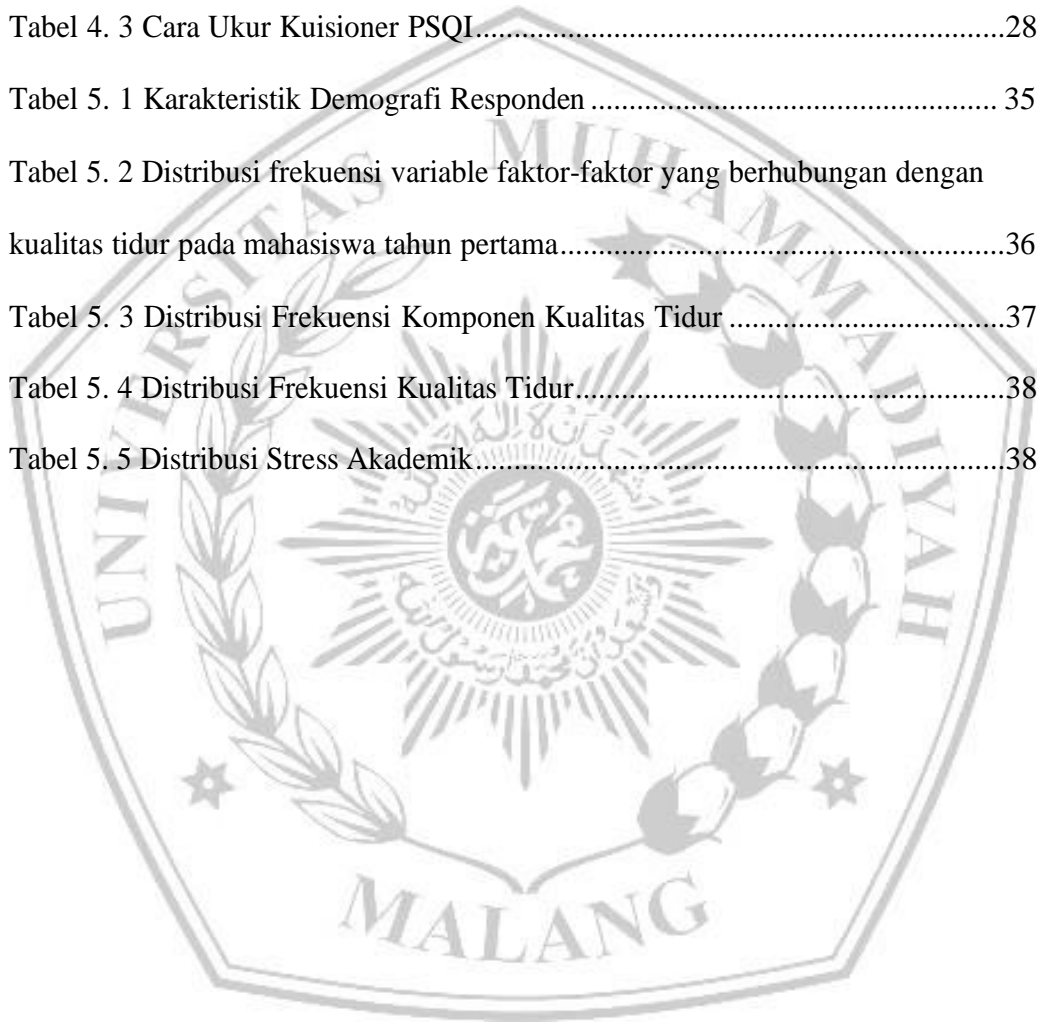 Tabel 4. 3 Cara Ukur Kuisioner PSQI.......................................................................28
Tabel 5. 1 Karakteristik Demografi Responden ...................................................... 35
Tabel 5. 2 Distribusi frekuensi variable faktor-faktor yang berhubungan dengan
kualitas tidur pada mahasiswa tahun pertama...........................................................36
Tabel 5. 3 Distribusi Frekuensi Komponen Kualitas Tidur .....................................37
Tabel 5. 4 Distribusi Frekuensi Kualitas Tidur.........................................................38
Tabel 5. 5 Distribusi Stress Akademik......................................................................38
UNIVERSITAS MUHAMMADIYAH
MALANG